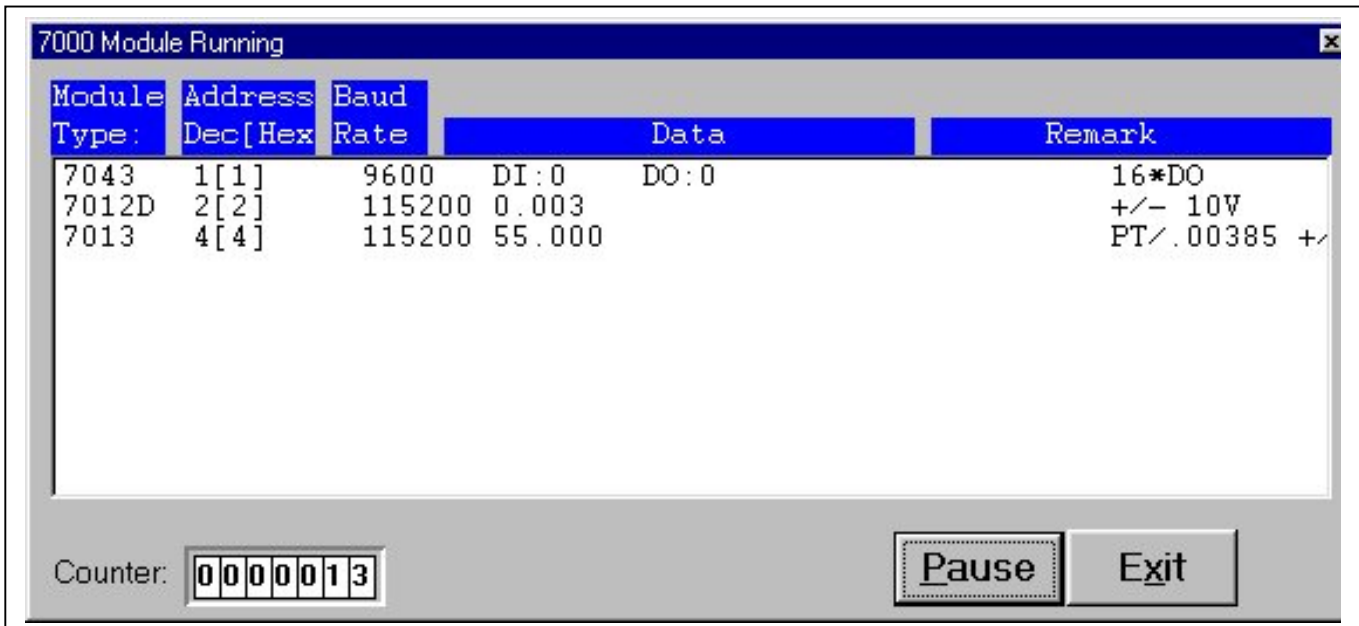 7000 Module Running
Module Address Baud
Type: Dec[Hex Rate Data Remark
7043 1[1] 9600 DI:0 DO:0 16*DO
7012D 2[2] 115200 0.003 +/- 10V
7013 4[4] 115200 55.000 PT/.00385 +/
Counter: 0000013
Pause Exit